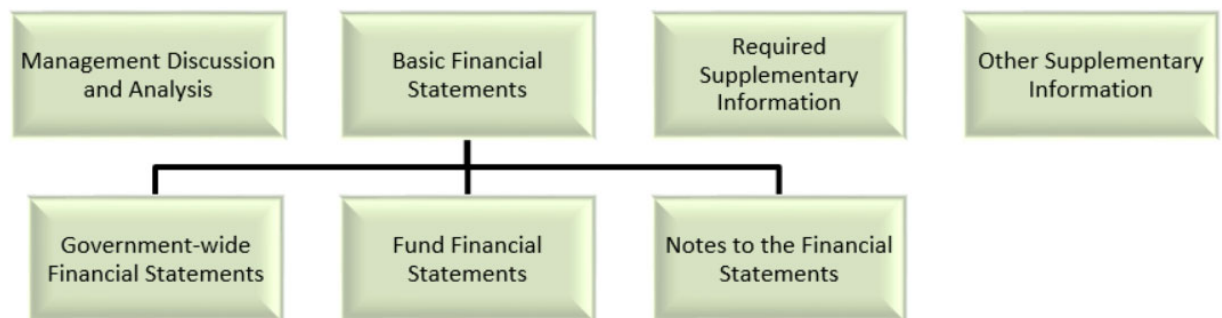 Management Discussion
and Analysis
Basic Financial
Statements
Required
Supplementary
Information
Other Supplementary
Information
Government-wide
Financial Statements
Fund Financial
Statements
Notes to the Financial
Statements